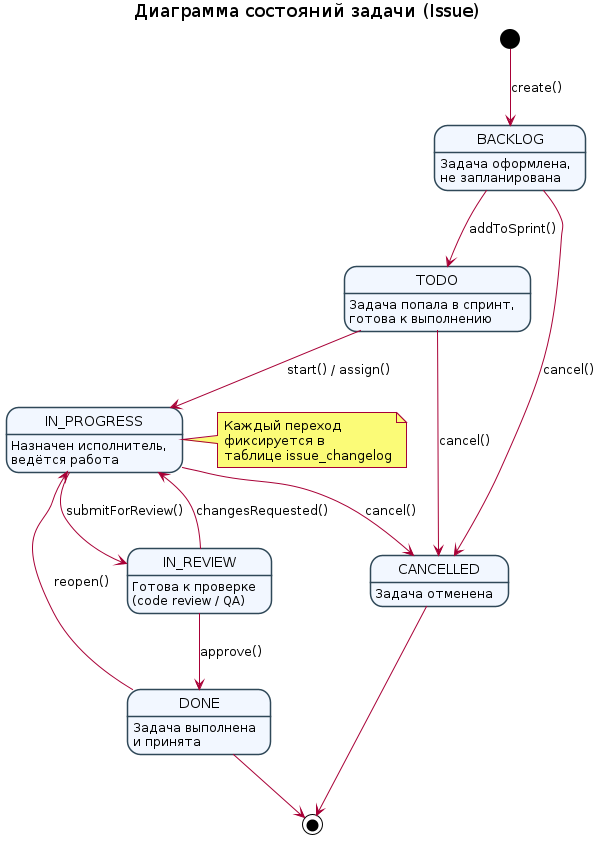 Диаграмма состояний задачи (Issue)
create()
BACKLOG
Задача оформлена,
не запланирована
addToSprint()
TODO
Задача попала в спринт,
готова к выполнению
start() / assign()
cancel()
IN_PROGRESS
Назначен исполнитель,
ведётся работа
Каждый переход
фиксируется в
таблице issue_changelog
cancel()
submitForReview()
changesRequested()
cancel()
IN_REVIEW
Готова к проверке
(code review / QA)
CANCELLED
Задача отменена
reopen()
approve()
DONE
Задача выполнена
и принята